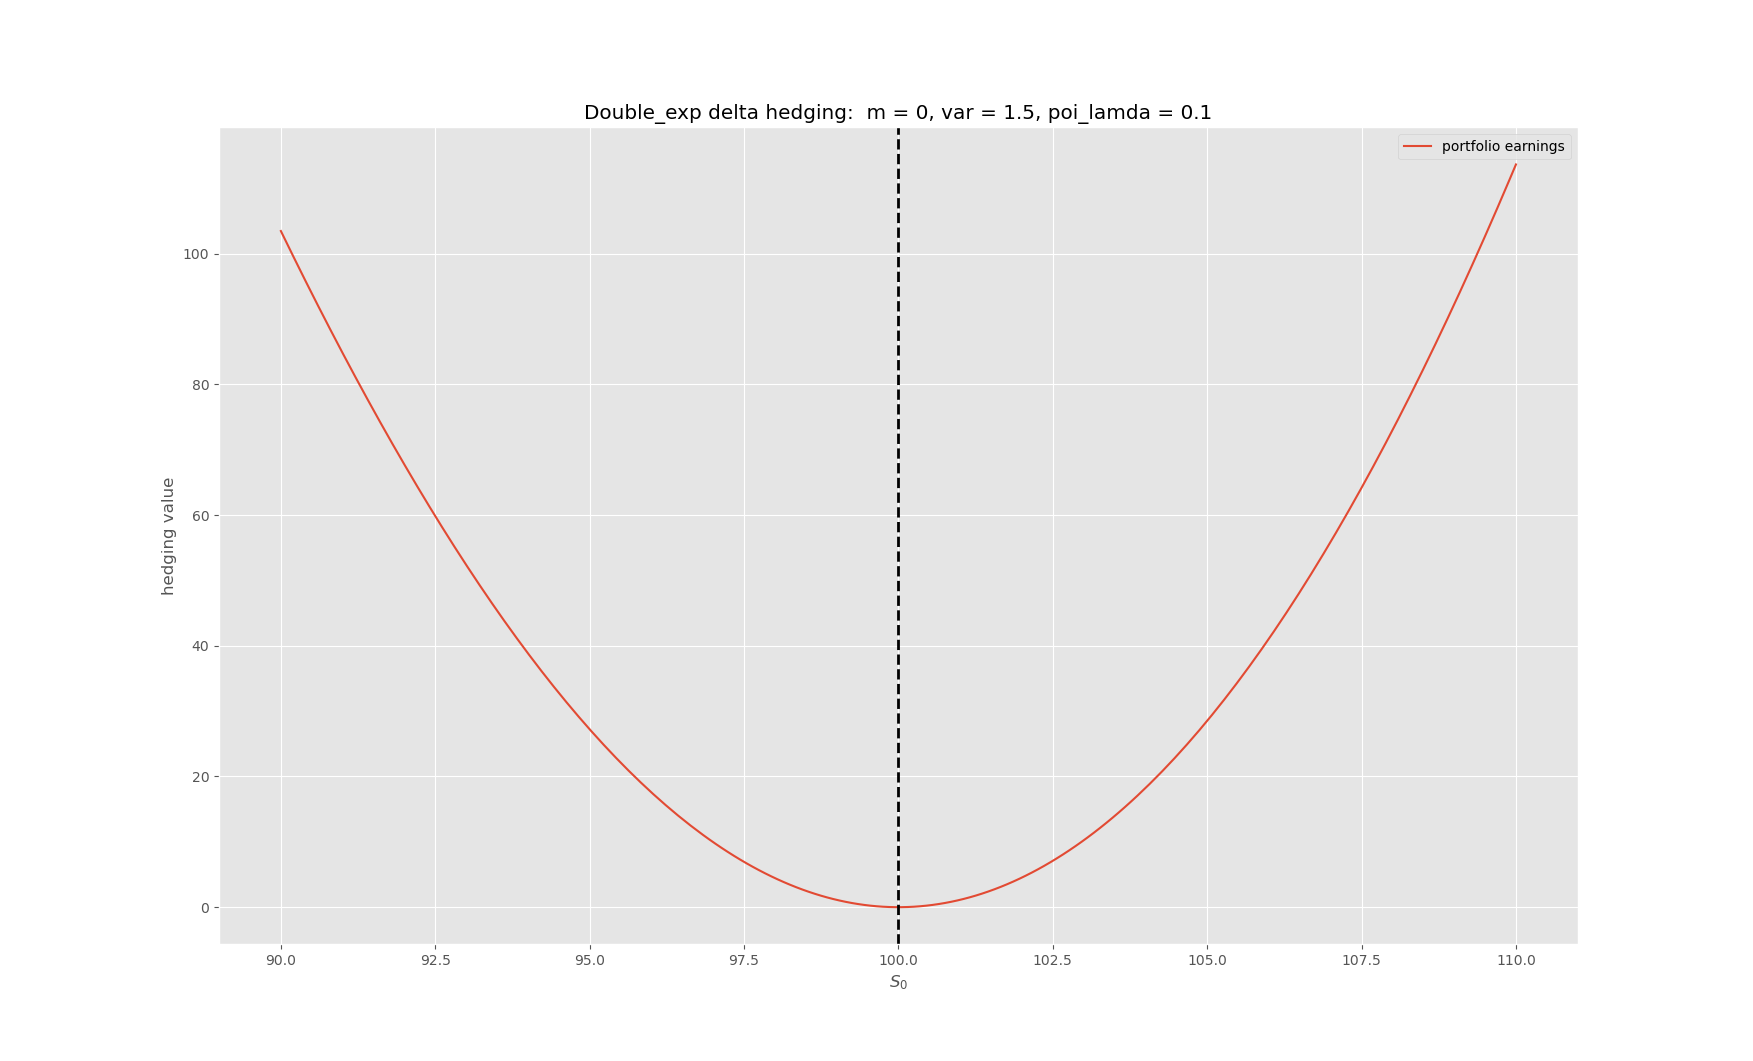 Double_exp delta hedging:  m = 0, var = 1.5, poi_lamda = 0.1
portfolio earnings
100
80
60
40
20
0
hedging value
90.0 92.5 95.0 97.5 100.0 102.5 105.0 107.5 110.0
S₀